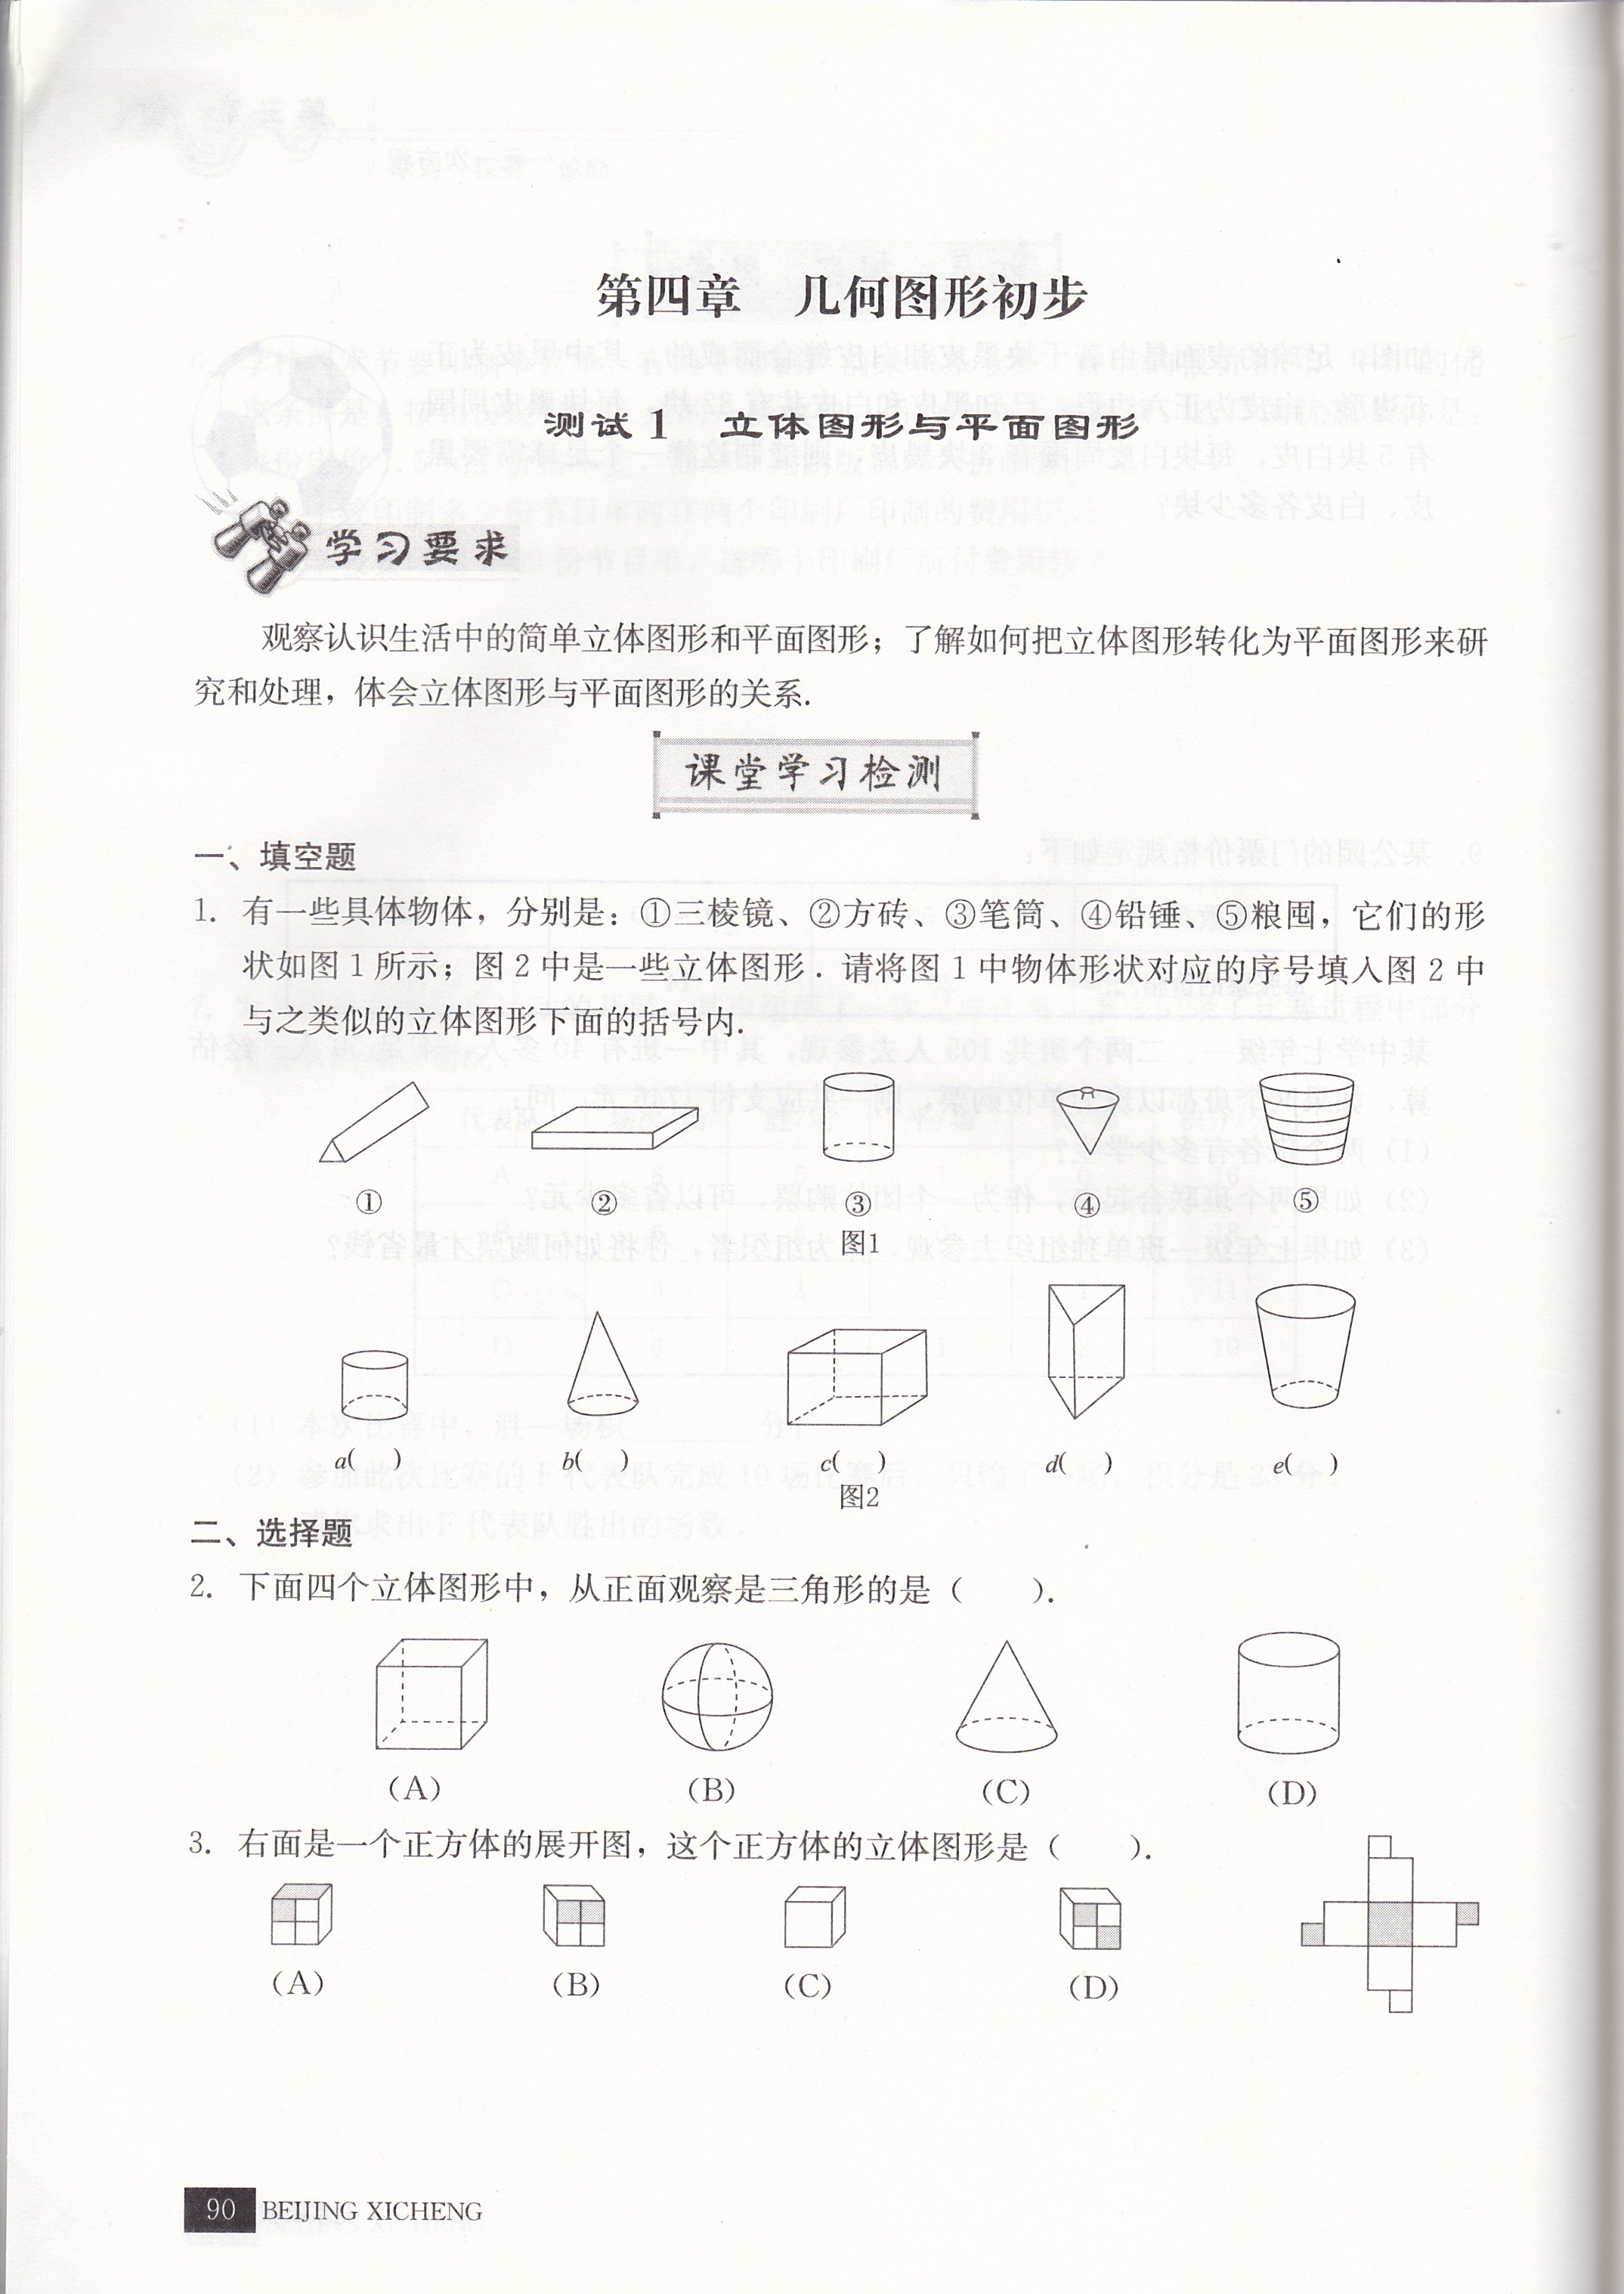 第四章 几何图形初步
测试1 立体图形与平面图形
学习要求
观察认识生活中的简单立体图形和平面图形；了解如何把立体图形转化为平面图形来研
究和处理，体会立体图形与平面图形的关系.
课堂学习检测
一、填空题
1. 有一些具体物体，分别是：①三棱镜、②方砖、③笔筒、④铅锤、⑤粮囤，它们的形
状如图1所示；图2中是一些立体图形．请将图1中物体形状对应的序号填入图2中
与之类似的立体图形下面的括号内.
① ② ③ ④ ⑤
图1
a( ) b( ) c( ) d( ) e( )
图2
二、选择题
2. 下面四个立体图形中，从正面观察是三角形的是（ ）.
(A) (B) (C) (D)
3. 右面是一个正方体的展开图，这个正方体的立体图形是（ ）.
(A) (B) (C) (D)
90 BEIJING XICHENG